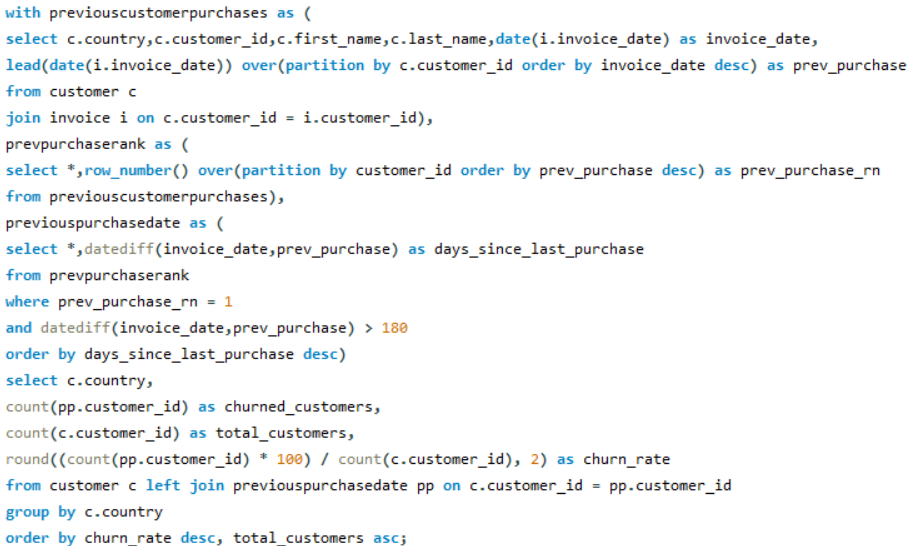 with previouscustomerpurchases as (
select c.country,c.customer_id,c.first_name,c.last_name,date(i.invoice_date) as invoice_date,
lead(date(i.invoice_date)) over(partition by c.customer_id order by invoice_date desc) as prev_purchase
from customer c
join invoice i on c.customer_id = i.customer_id),
prevpurchaserank as (
select *,row_number() over(partition by customer_id order by prev_purchase desc) as prev_purchase_rn
from previouscustomerpurchases),
previouspurchasedate as (
select *,datediff(invoice_date,prev_purchase) as days_since_last_purchase
from prevpurchaserank
where prev_purchase_rn = 1
and datediff(invoice_date,prev_purchase) > 180
order by days_since_last_purchase desc)
select c.country,
count(pp.customer_id) as churned_customers,
count(c.customer_id) as total_customers,
round((count(pp.customer_id) * 100) / count(c.customer_id), 2) as churn_rate
from customer c left join previouspurchasedate pp on c.customer_id = pp.customer_id
group by c.country
order by churn_rate desc, total_customers asc;